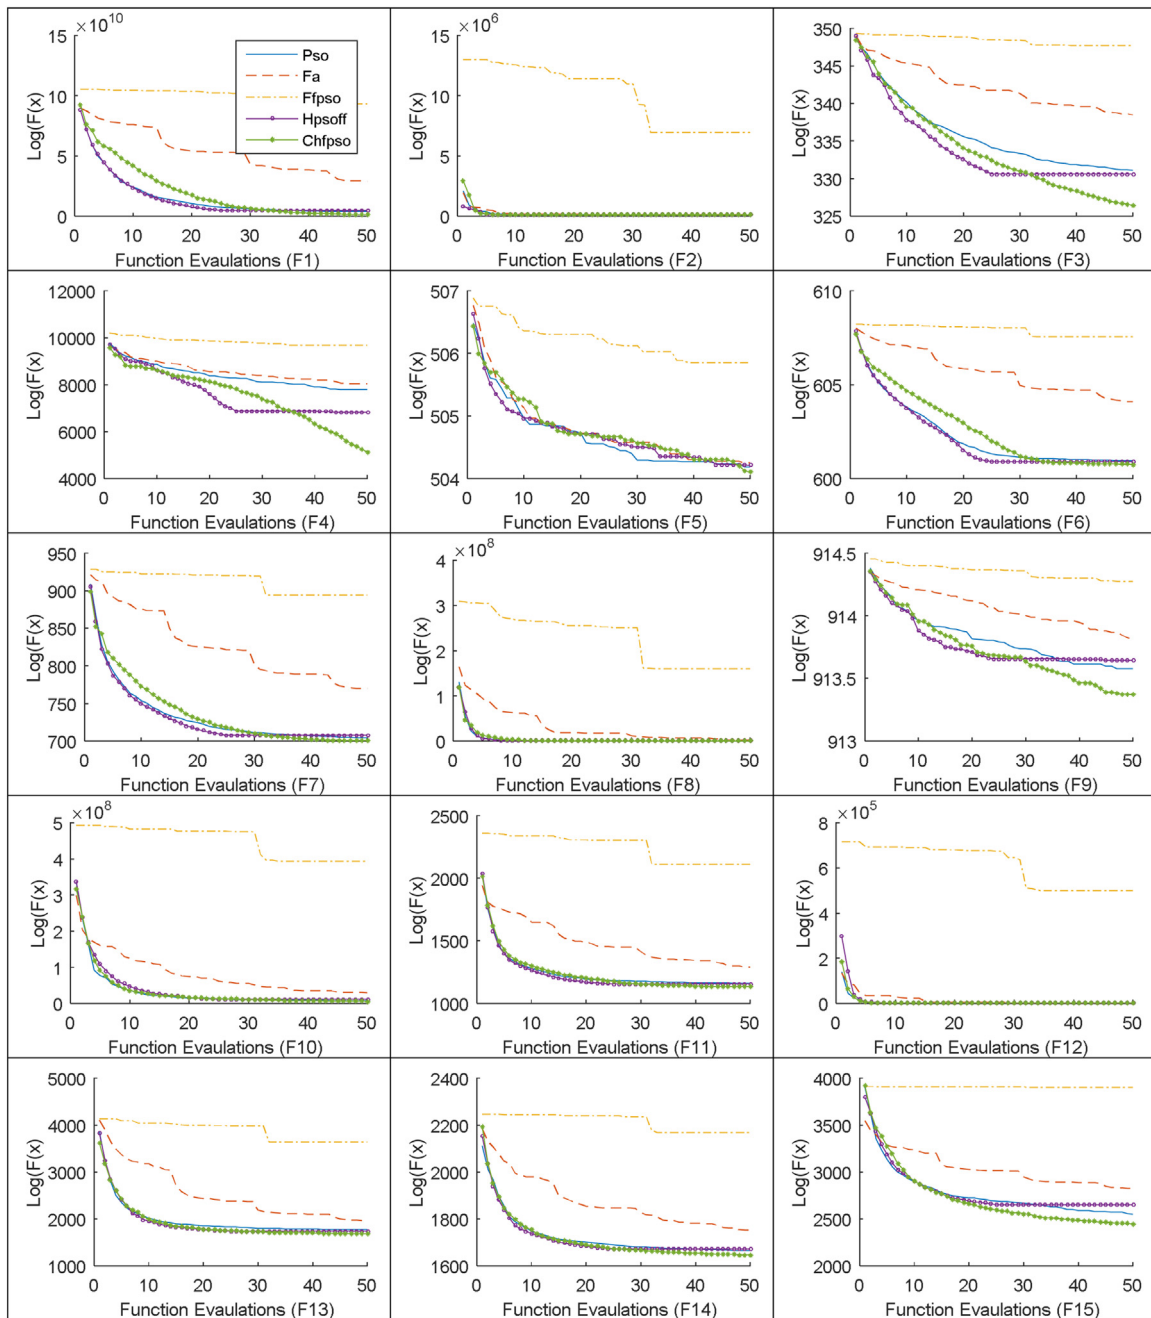 ×10^10
15
10
5
0
Log(F(x)
0 10 20 30 40 50
Function Evaulations (F1)
Pso
Fa
Ffpso
Hpsoff
Chfpso
×10^6
15
10
5
0
Log(F(x)
0 10 20 30 40 50
Function Evaulations (F2)
350
345
340
335
330
325
Log(F(x)
0 10 20 30 40 50
Function Evaulations (F3)
12000
10000
8000
6000
4000
Log(F(x)
0 10 20 30 40 50
Function Evaulations (F4)
507
506
505
504
Log(F(x)
0 10 20 30 40 50
Function Evaulations (F5)
610
605
600
Log(F(x)
0 10 20 30 40 50
Function Evaulations (F6)
950
900
850
800
750
700
Log(F(x)
0 10 20 30 40 50
Function Evaulations (F7)
×10^8
4
3
2
1
0
Log(F(x)
0 10 20 30 40 50
Function Evaulations (F8)
914.5
914
913.5
913
Log(F(x)
0 10 20 30 40 50
Function Evaulations (F9)
×10^8
5
4
3
2
1
0
Log(F(x)
0 10 20 30 40 50
Function Evaulations (F10)
2500
2000
1500
1000
Log(F(x)
0 10 20 30 40 50
Function Evaulations (F11)
×10^5
8
6
4
2
0
Log(F(x)
0 10 20 30 40 50
Function Evaulations (F12)
5000
4000
3000
2000
1000
Log(F(x)
0 10 20 30 40 50
Function Evaulations (F13)
2400
2200
2000
1800
1600
Log(F(x)
0 10 20 30 40 50
Function Evaulations (F14)
4000
3500
3000
2500
2000
Log(F(x)
0 10 20 30 40 50
Function Evaulations (F15)